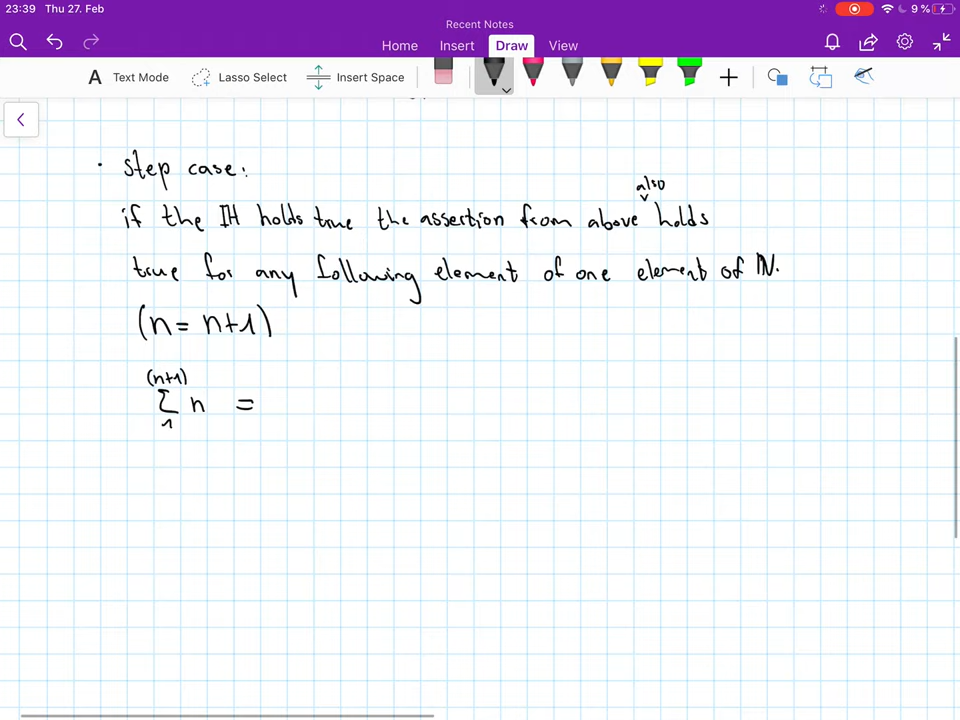 23:39 Thu 27. Feb
9 %
Recent Notes
Home Insert Draw View
Text Mode Lasso Select Insert Space
also
· step case:
if the IH holds true the assertion from above holds
true for any following element of one element of ℕ.
(n = n+1)
(n+1)
Σ n =
1